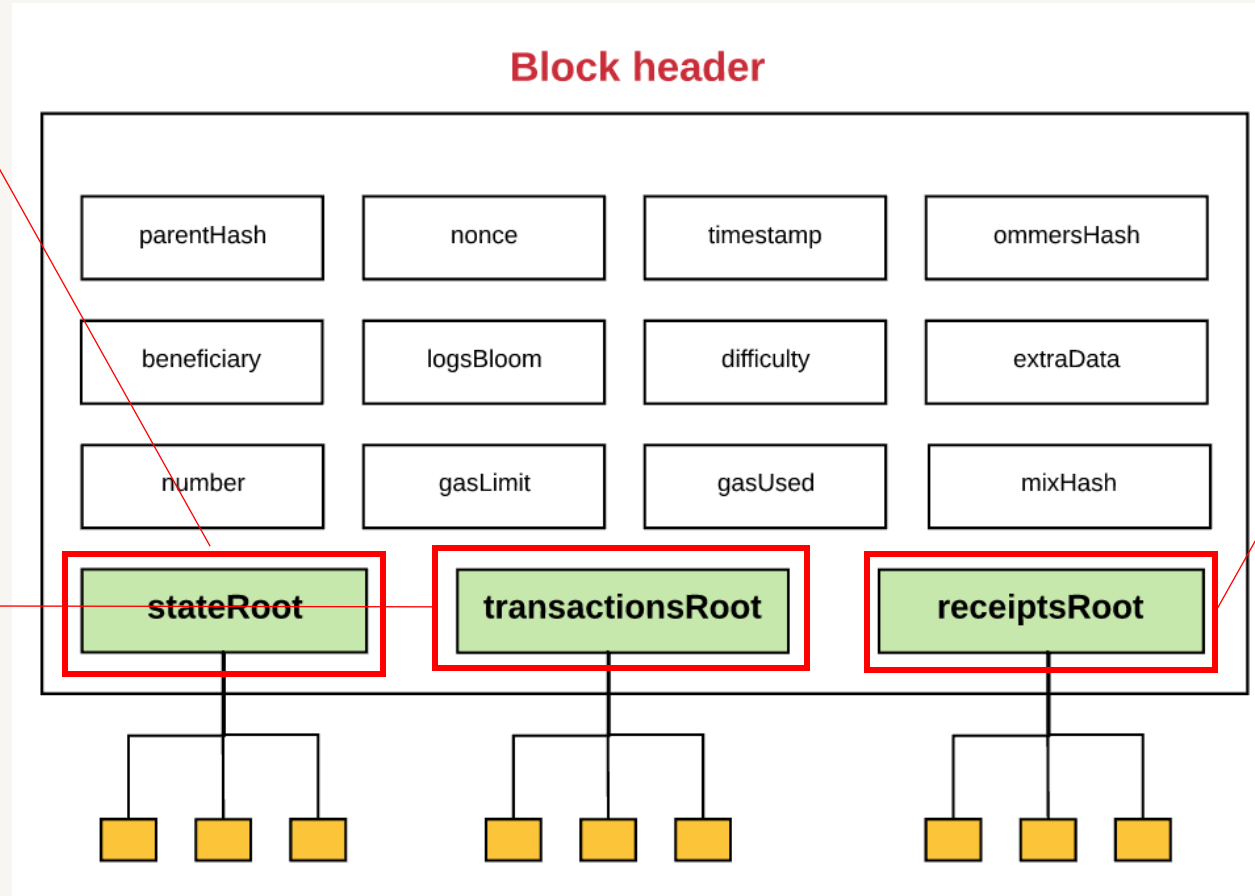 Block header
parentHash nonce timestamp ommersHash
beneficiary logsBloom difficulty extraData
number gasLimit gasUsed mixHash
stateRoot transactionsRoot receiptsRoot